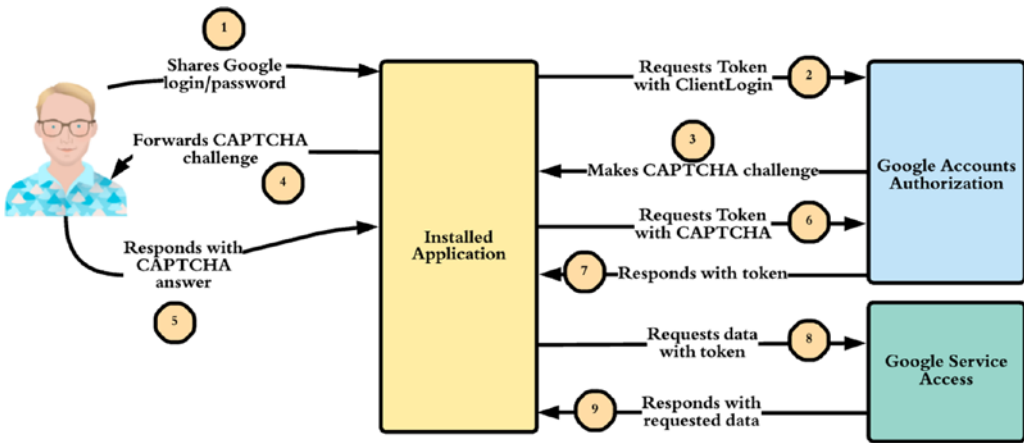 1
Shares Google
login/password
Requests Token
with ClientLogin
2
3
Forwards CAPTCHA
challenge
4
Makes CAPTCHA challenge
Google Accounts
Authorization
Requests Token
with CAPTCHA
6
Installed
Application
Responds with
CAPTCHA
answer
5
7
Responds with token
Requests data
with token
8
Google Service
Access
9
Responds with
requested data